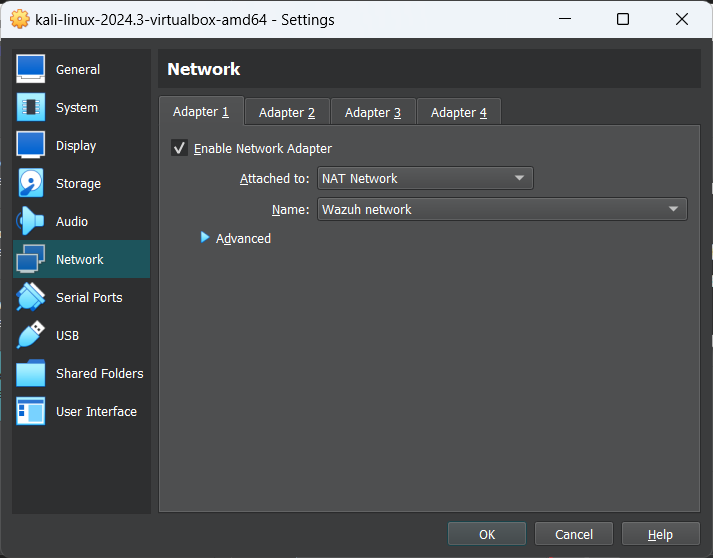 kali-linux-2024.3-virtualbox-amd64 - Settings
General
System
Display
Storage
Audio
Network
Serial Ports
USB
Shared Folders
User Interface
Network
Adapter 1 Adapter 2 Adapter 3 Adapter 4
Enable Network Adapter
Attached to: NAT Network
Name: Wazuh network
Advanced
OK Cancel Help